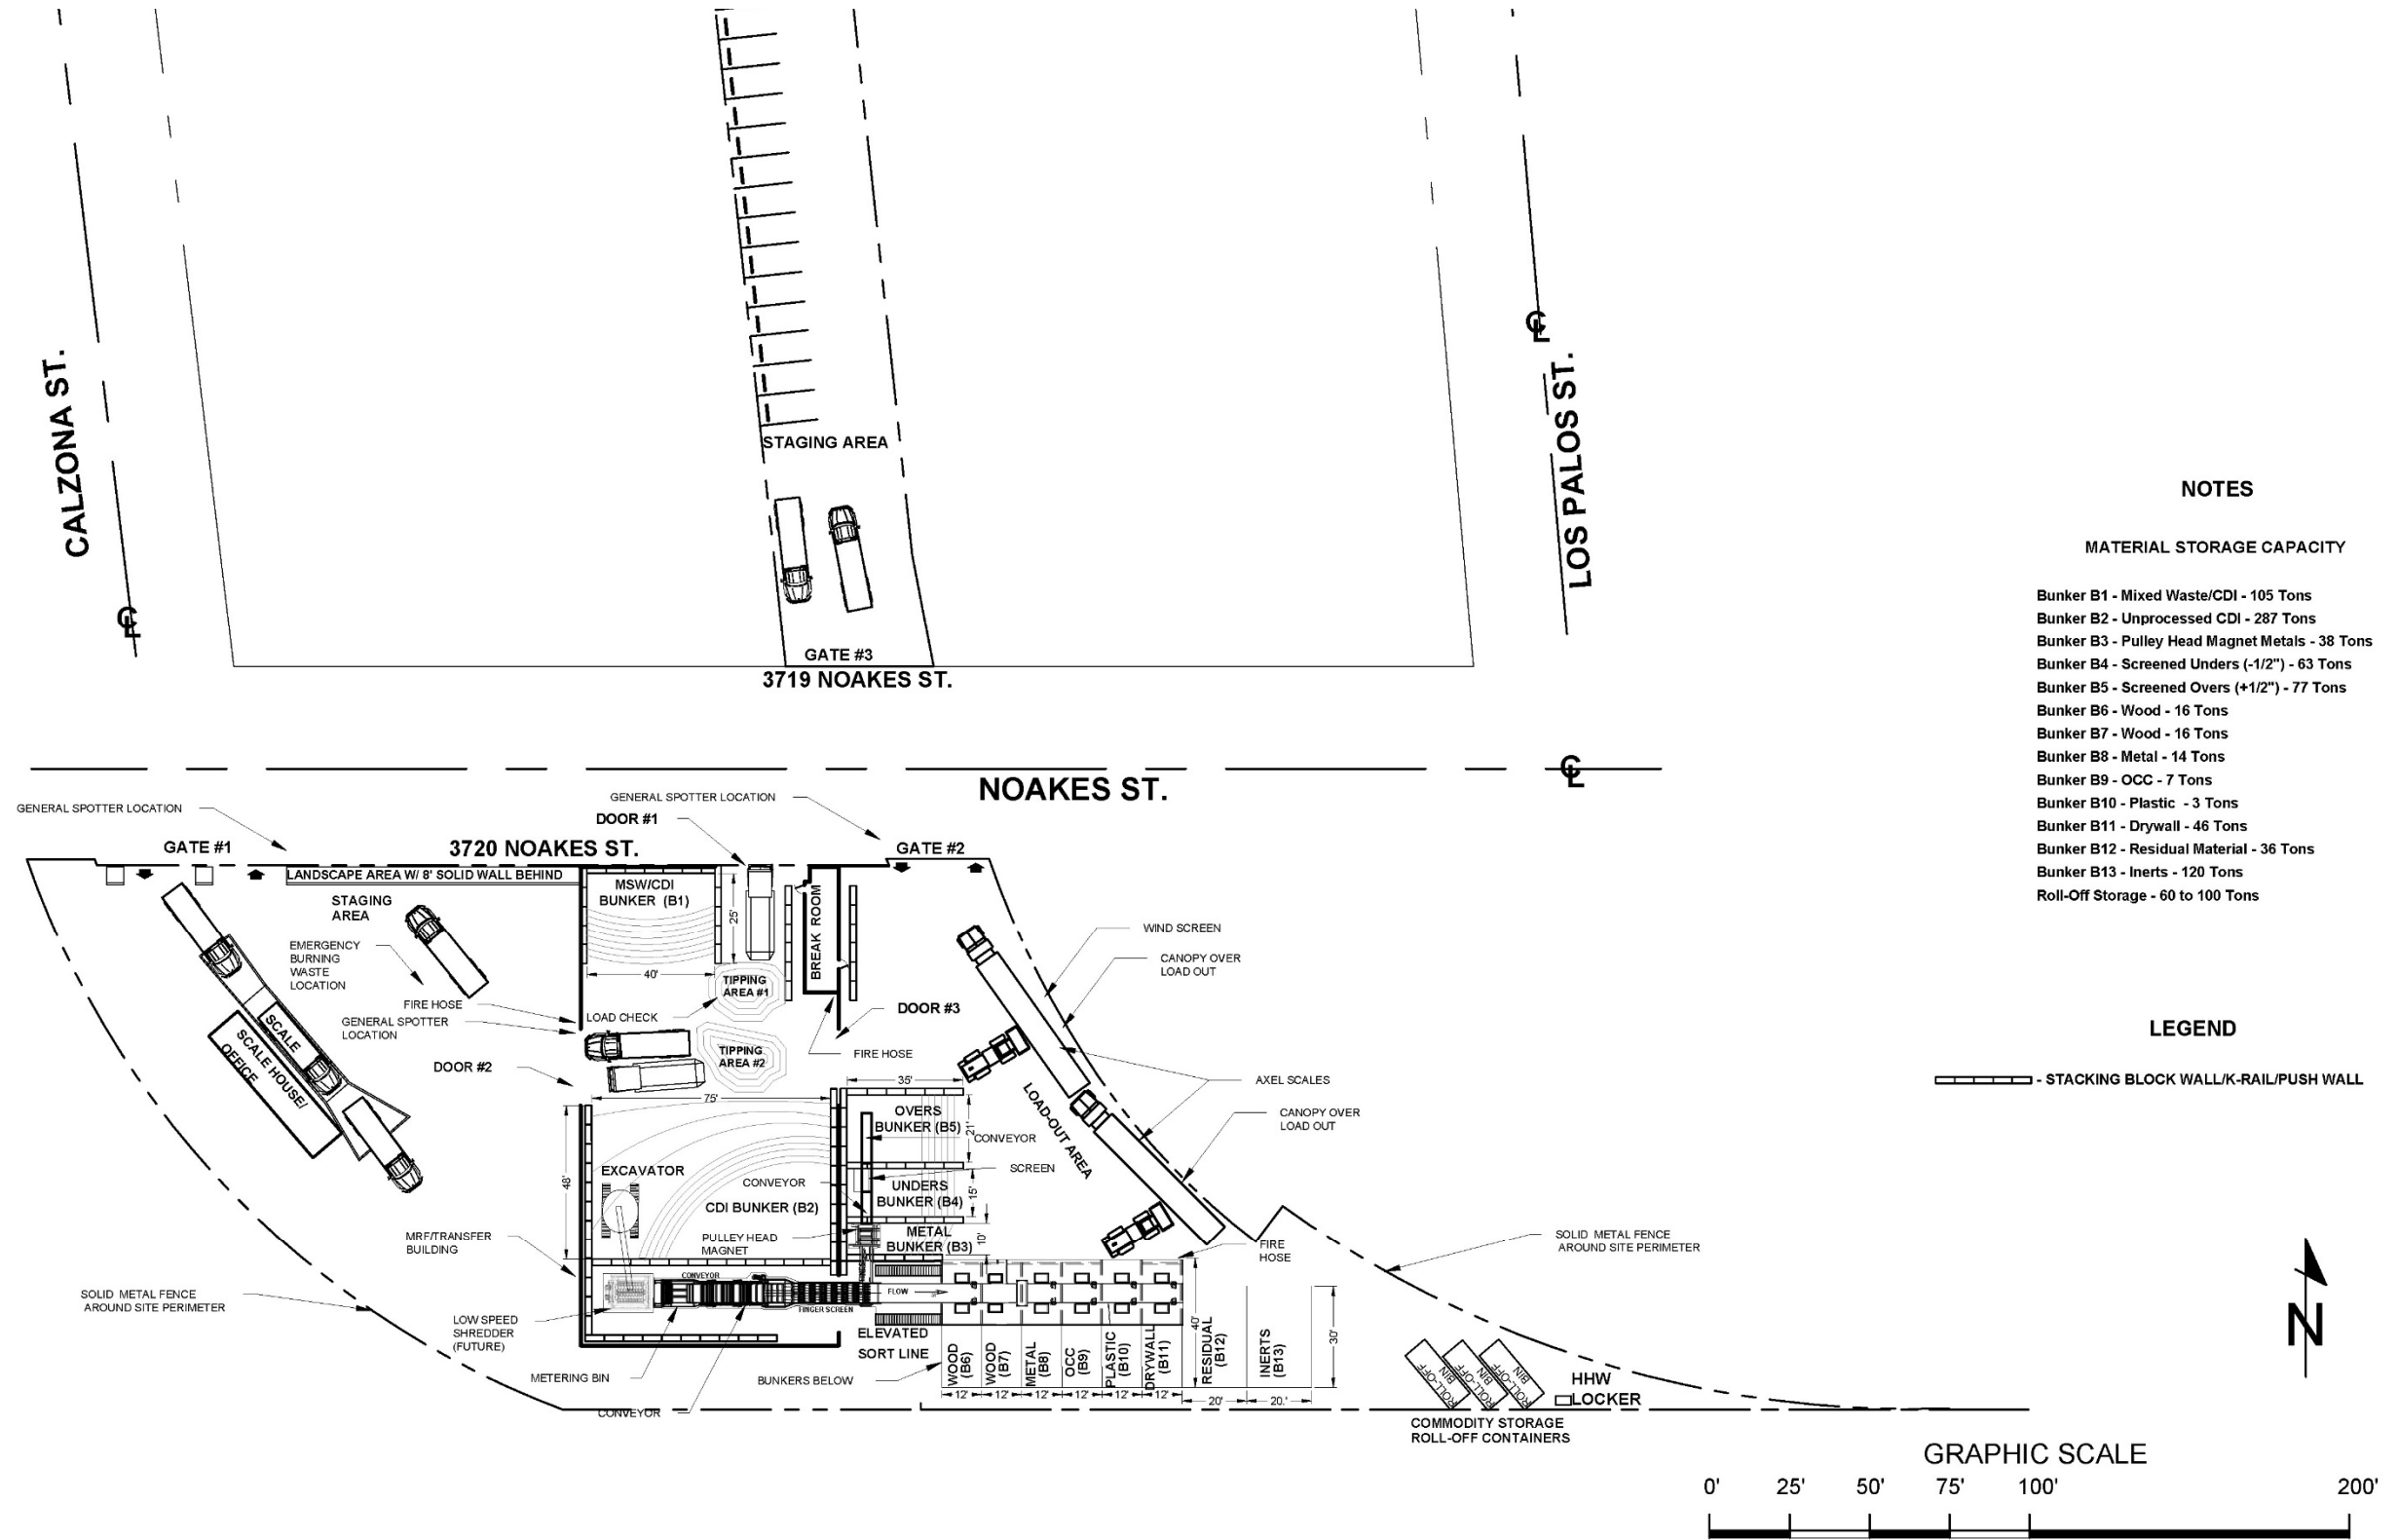 CALZONA ST.
LOS PALOS ST.
STAGING AREA
GATE #3
3719 NOAKES ST.
NOTES
MATERIAL STORAGE CAPACITY
Bunker B1 - Mixed Waste/CDI - 105 Tons
Bunker B2 - Unprocessed CDI - 287 Tons
Bunker B3 - Pulley Head Magnet Metals - 38 Tons
Bunker B4 - Screened Unders (-1/2") - 63 Tons
Bunker B5 - Screened Overs (+1/2") - 77 Tons
Bunker B6 - Wood - 16 Tons
Bunker B7 - Wood - 16 Tons
Bunker B8 - Metal - 14 Tons
Bunker B9 - OCC - 7 Tons
Bunker B10 - Plastic - 3 Tons
Bunker B11 - Drywall - 46 Tons
Bunker B12 - Residual Material - 36 Tons
Bunker B13 - Inerts - 120 Tons
Roll-Off Storage - 60 to 100 Tons
LEGEND
- STACKING BLOCK WALL/K-RAIL/PUSH WALL
NOAKES ST.
GENERAL SPOTTER LOCATION
GENERAL SPOTTER LOCATION
DOOR #1
GATE #1
3720 NOAKES ST.
GATE #2
LANDSCAPE AREA W/ 8' SOLID WALL BEHIND
STAGING
AREA
MSW/CDI
BUNKER (B1)
25'
40'
BREAK ROOM
EMERGENCY
BURNING
WASTE
LOCATION
FIRE HOSE
GENERAL SPOTTER
LOCATION
LOAD CHECK
TIPPING
AREA #1
TIPPING
AREA #2
DOOR #2
DOOR #3
FIRE HOSE
SCALE
SCALE HOUSE/
OFFICE
WIND SCREEN
CANOPY OVER
LOAD OUT
AXEL SCALES
CANOPY OVER
LOAD OUT
LOAD-OUT AREA
75'
35'
48'
OVERS
BUNKER (B5)
21'
CONVEYOR
SCREEN
EXCAVATOR
CONVEYOR
UNDERS
BUNKER (B4)
15'
CDI BUNKER (B2)
PULLEY HEAD
MAGNET
METAL
BUNKER (B3)
10'
MRF/TRANSFER
BUILDING
FIRE
HOSE
SOLID METAL FENCE
AROUND SITE PERIMETER
SOLID METAL FENCE
AROUND SITE PERIMETER
CONVEYOR
FINGER SCREEN
FLOW
LOW SPEED
SHREDDER
(FUTURE)
METERING BIN
CONVEYOR
ELEVATED
SORT LINE
BUNKERS BELOW
WOOD
(B6)
WOOD
(B7)
METAL
(B8)
OCC
(B9)
PLASTIC
(B10)
DRYWALL
(B11)
40'
RESIDUAL
(B12)
INERTS
(B13)
30'
12'
12'
12'
12'
12'
12'
20'
20.'
ROLL-OFF
BIN
ROLL-OFF
BIN
ROLL-OFF
BIN
HHW
LOCKER
COMMODITY STORAGE
ROLL-OFF CONTAINERS
N
GRAPHIC SCALE
0' 25' 50' 75' 100' 200'